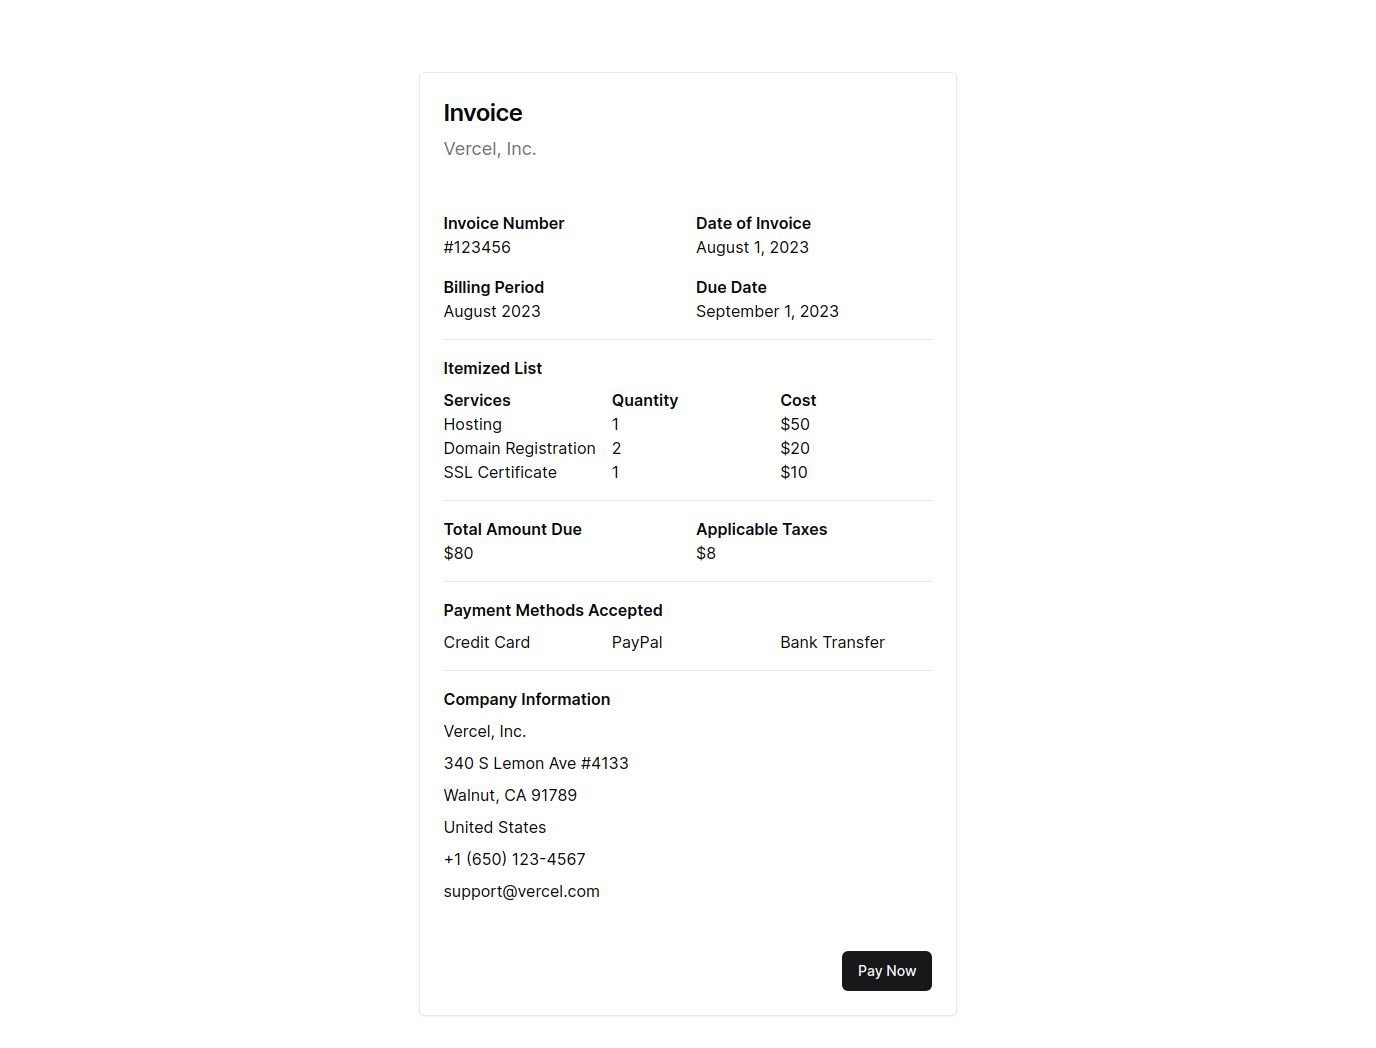 Invoice
Vercel, Inc.
Invoice Number Date of Invoice
#123456 August 1, 2023
Billing Period Due Date
August 2023 September 1, 2023
Itemized List
Services Quantity Cost
Hosting 1 $50
Domain Registration 2 $20
SSL Certificate 1 $10
Total Amount Due Applicable Taxes
$80 $8
Payment Methods Accepted
Credit Card PayPal Bank Transfer
Company Information
Vercel, Inc.
340 S Lemon Ave #4133
Walnut, CA 91789
United States
+1 (650) 123-4567
support@vercel.com
Pay Now